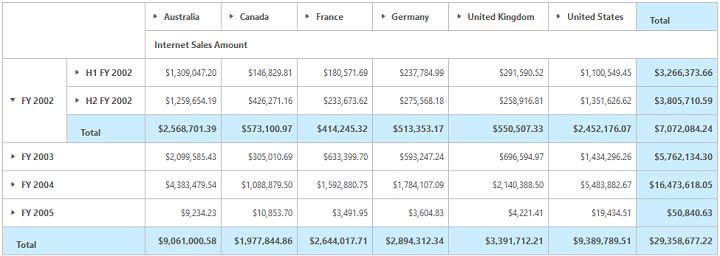 Australia Canada France Germany United Kingdom United States Total
Internet Sales Amount
H1 FY 2002 $1,309,047.20 $146,829.81 $180,571.69 $237,784.99 $291,590.52 $1,100,549.45 $3,266,373.66
FY 2002 H2 FY 2002 $1,259,654.19 $426,271.16 $233,673.62 $275,568.18 $258,916.81 $1,351,626.62 $3,805,710.59
Total $2,568,701.39 $573,100.97 $414,245.32 $513,353.17 $550,507.33 $2,452,176.07 $7,072,084.24
FY 2003 $2,099,585.43 $305,010.69 $633,399.70 $593,247.24 $696,594.97 $1,434,296.26 $5,762,134.30
FY 2004 $4,383,479.54 $1,088,879.50 $1,592,880.75 $1,784,107.09 $2,140,388.50 $5,483,882.67 $16,473,618.05
FY 2005 $9,234.23 $10,853.70 $3,491.95 $3,604.83 $4,221.41 $19,434.51 $50,840.63
Total $9,061,000.58 $1,977,844.86 $2,644,017.71 $2,894,312.34 $3,391,712.21 $9,389,789.51 $29,358,677.22